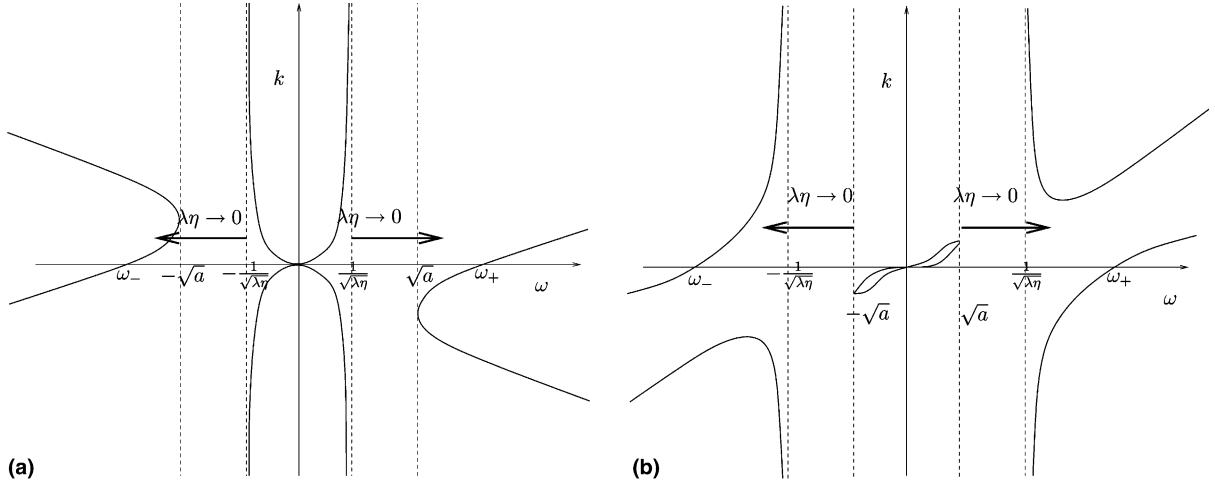 k
λη → 0
λη → 0
ω₋
−√a
−1/√λη
1/√λη
√a
ω₊
ω
(a)
k
λη → 0
λη → 0
ω₋
−1/√λη
1/√λη
ω₊
ω
−√a
√a
(b)